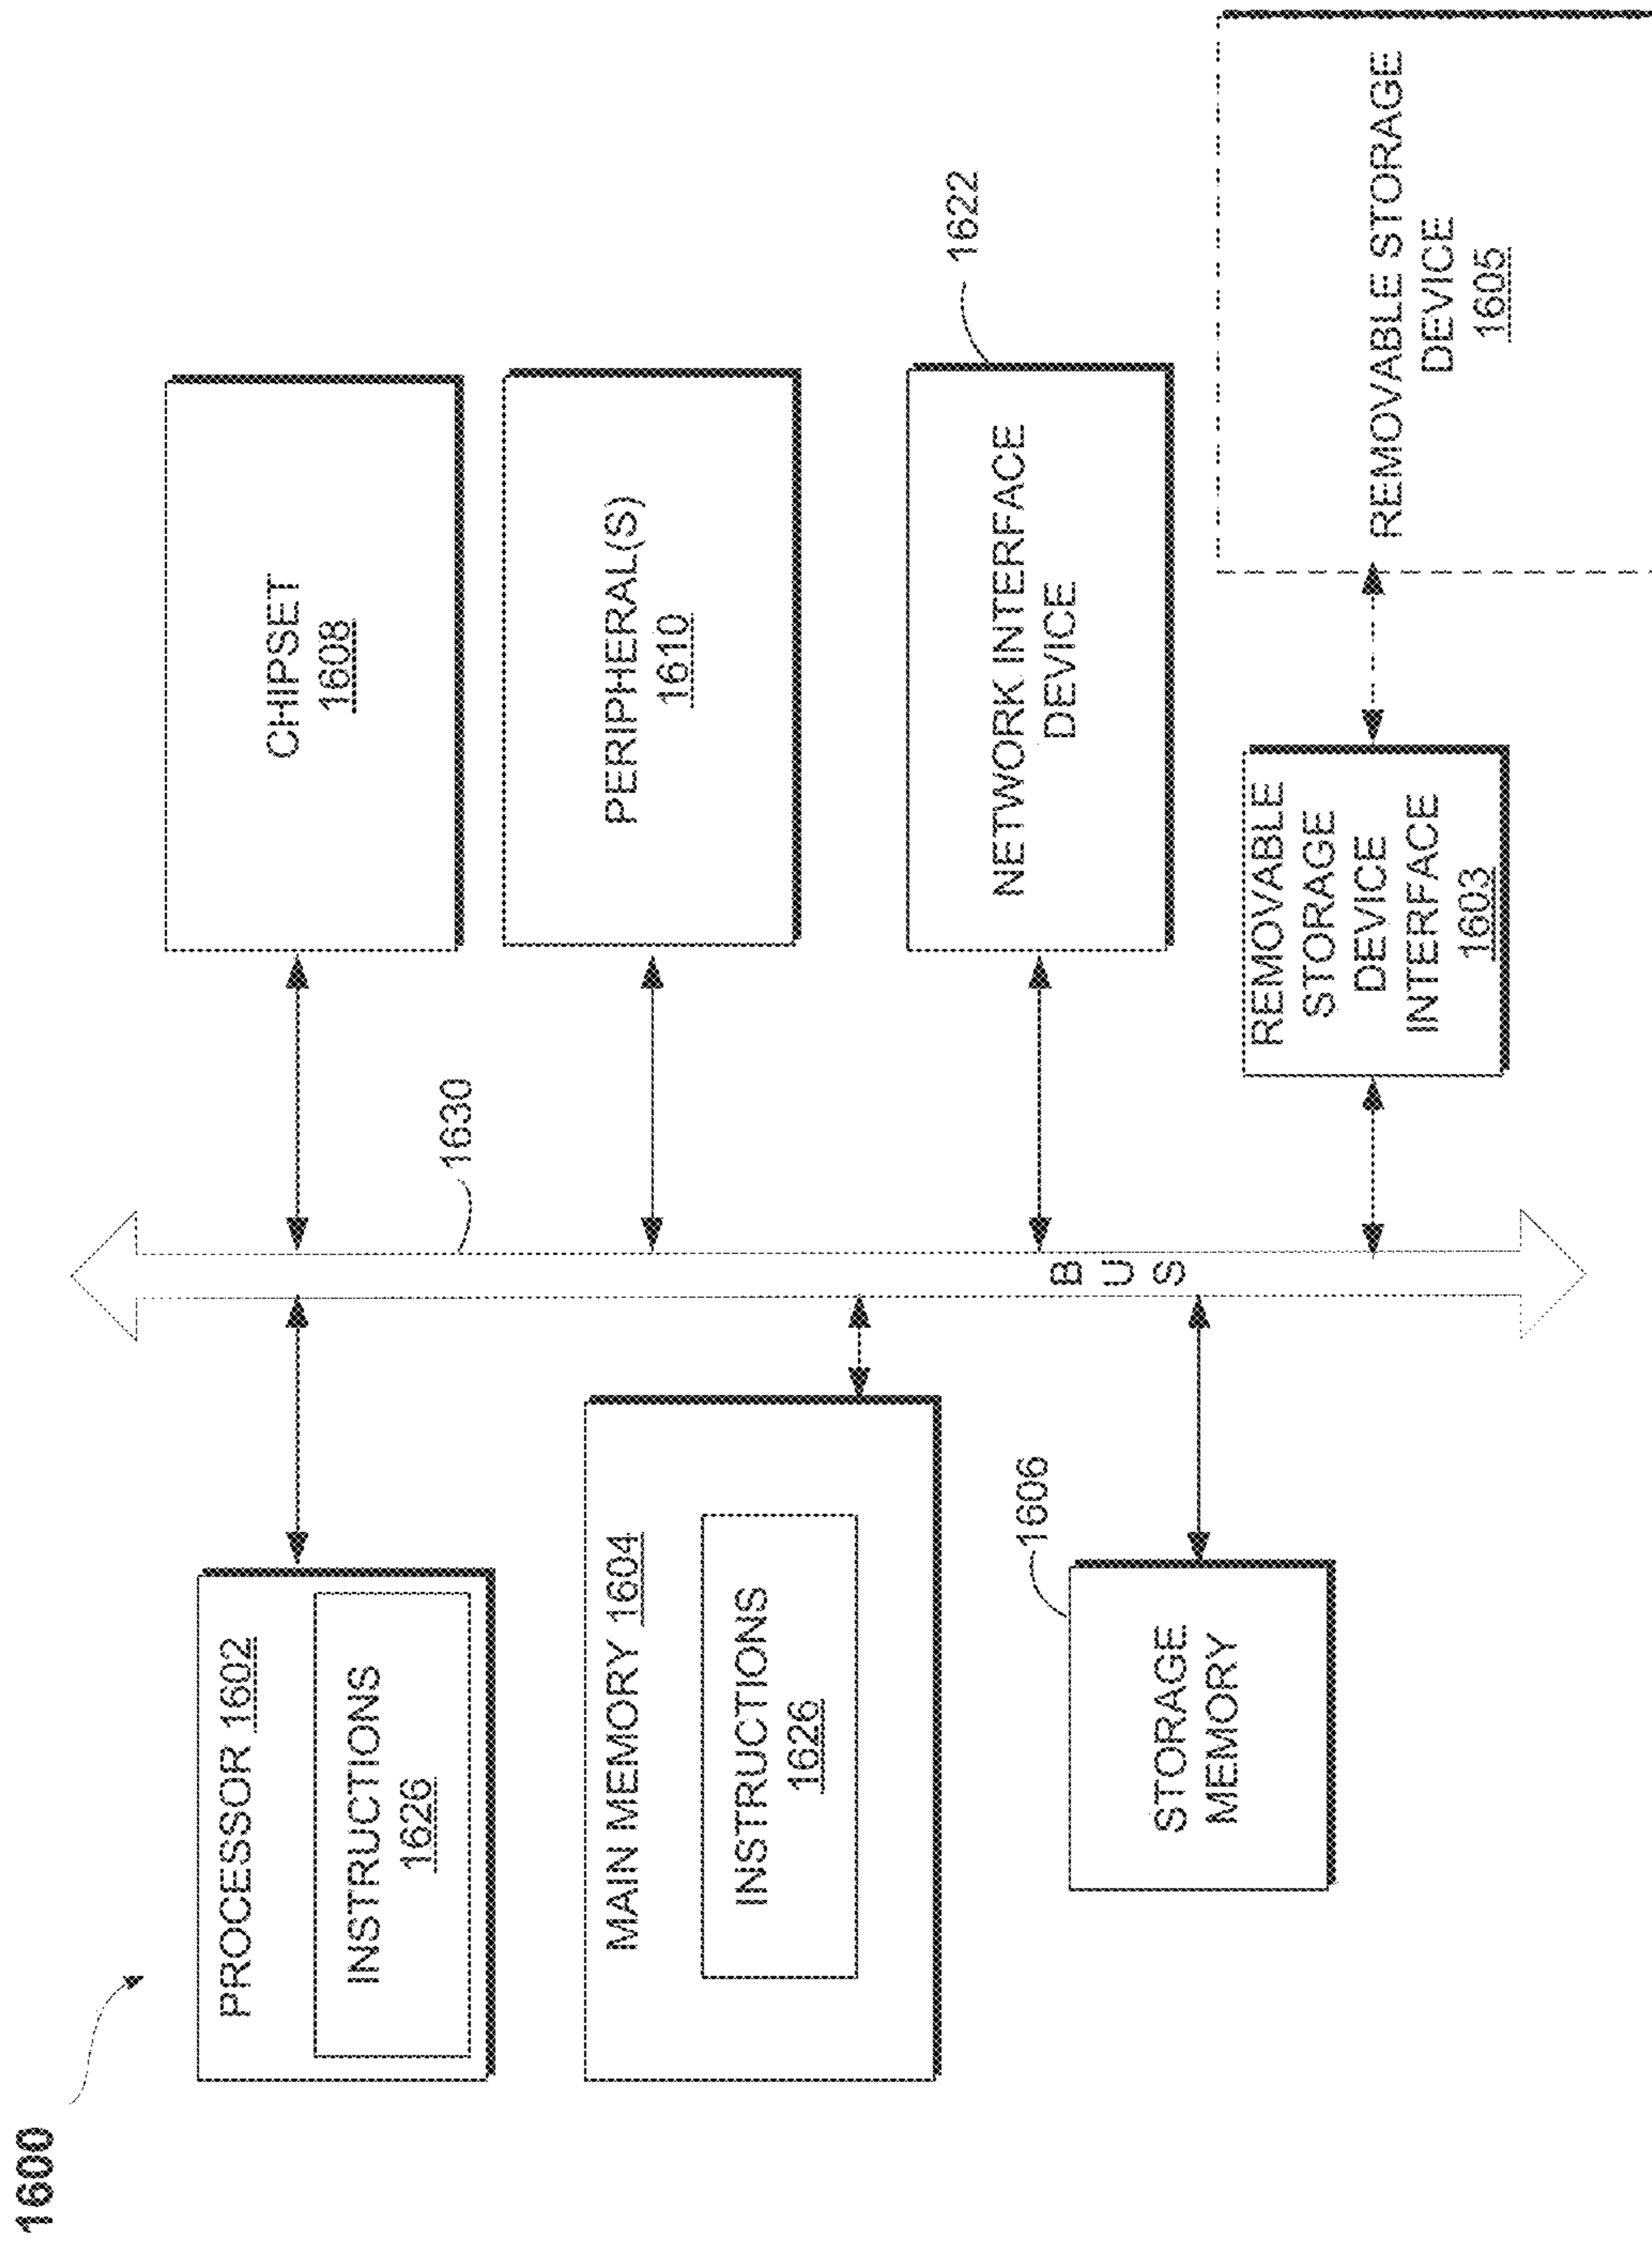 1600
PROCESSOR 1602
INSTRUCTIONS
1626
MAIN MEMORY 1604
INSTRUCTIONS
1626
1606
STORAGE
MEMORY
1630
B
U
S
CHIPSET
1608
PERIPHERAL(S)
1610
1622
NETWORK INTERFACE
DEVICE
REMOVABLE
STORAGE
DEVICE
INTERFACE
1603
REMOVABLE STORAGE
DEVICE
1605